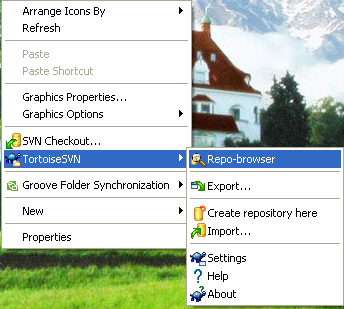 Arrange Icons By
Refresh
Paste
Paste Shortcut
Graphics Properties...
Graphics Options
SVN Checkout...
TortoiseSVN
Groove Folder Synchronization
New
Properties
Repo-browser
Export...
Create repository here
Import...
Settings
Help
About